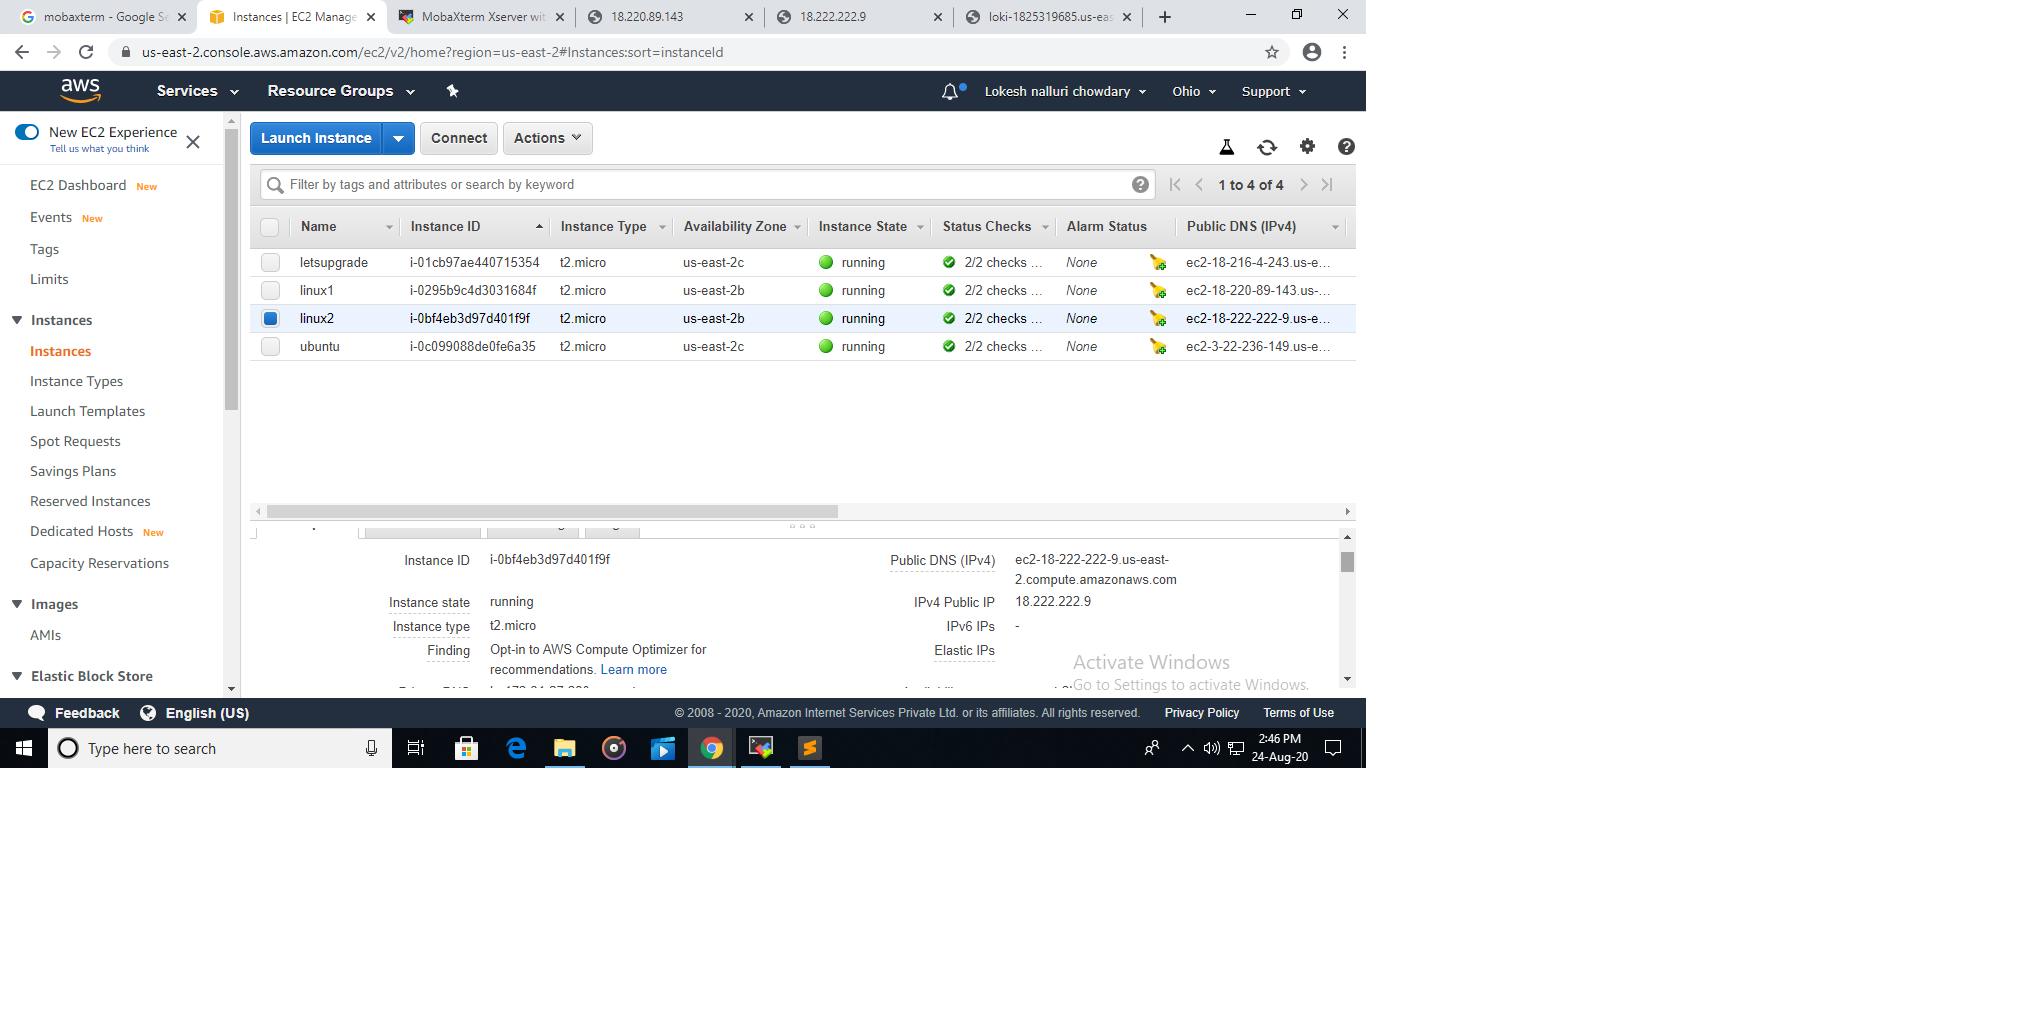 mobaxterm - Google Se
Instances | EC2 Manage
MobaXterm Xserver wit
18.220.89.143
18.222.222.9
loki-1825319685.us-eas
us-east-2.console.aws.amazon.com/ec2/v2/home?region=us-east-2#Instances:sort=instanceId
aws Services Resource Groups Lokesh nalluri chowdary Ohio Support
New EC2 Experience
Tell us what you think
EC2 Dashboard New
Events New
Tags
Limits
Instances
Instances
Instance Types
Launch Templates
Spot Requests
Savings Plans
Reserved Instances
Dedicated Hosts New
Capacity Reservations
Images
AMIs
Elastic Block Store
Launch Instance Connect Actions
Filter by tags and attributes or search by keyword
1 to 4 of 4
Name Instance ID Instance Type Availability Zone Instance State Status Checks Alarm Status Public DNS (IPv4)
letsupgrade i-01cb97ae440715354 t2.micro us-east-2c running 2/2 checks ... None ec2-18-216-4-243.us-e...
linux1 i-0295b9c4d3031684f t2.micro us-east-2b running 2/2 checks ... None ec2-18-220-89-143.us-...
linux2 i-0bf4eb3d97d401f9f t2.micro us-east-2b running 2/2 checks ... None ec2-18-222-222-9.us-e...
ubuntu i-0c099088de0fe6a35 t2.micro us-east-2c running 2/2 checks ... None ec2-3-22-236-149.us-e...
Instance ID i-0bf4eb3d97d401f9f
Instance state running
Instance type t2.micro
Finding Opt-in to AWS Compute Optimizer for
recommendations. Learn more
Public DNS (IPv4) ec2-18-222-222-9.us-east-
2.compute.amazonaws.com
IPv4 Public IP 18.222.222.9
IPv6 IPs -
Elastic IPs
Activate Windows
Go to Settings to activate Windows.
Feedback English (US)
© 2008 - 2020, Amazon Internet Services Private Ltd. or its affiliates. All rights reserved. Privacy Policy Terms of Use
Type here to search
2:46 PM
24-Aug-20